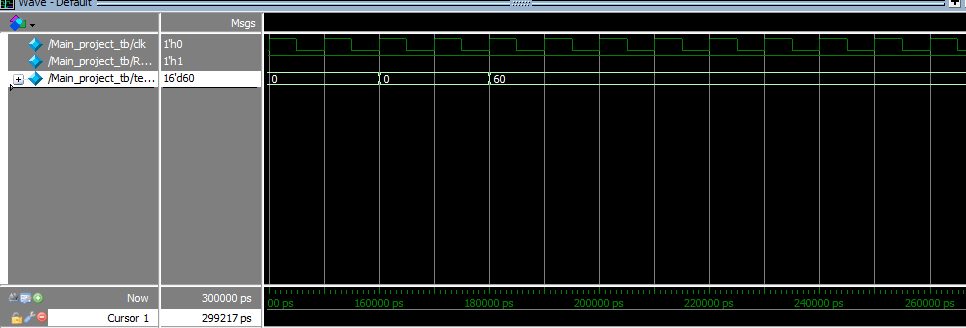 Wave - Default
Msgs
/Main_project_tb/clk 1'h0
/Main_project_tb/R... 1'h1
/Main_project_tb/te... 16'd60 0 0 60
Now 300000 ps 00 ps 160000 ps 180000 ps 200000 ps 220000 ps 240000 ps 260000 ps
Cursor 1 299217 ps